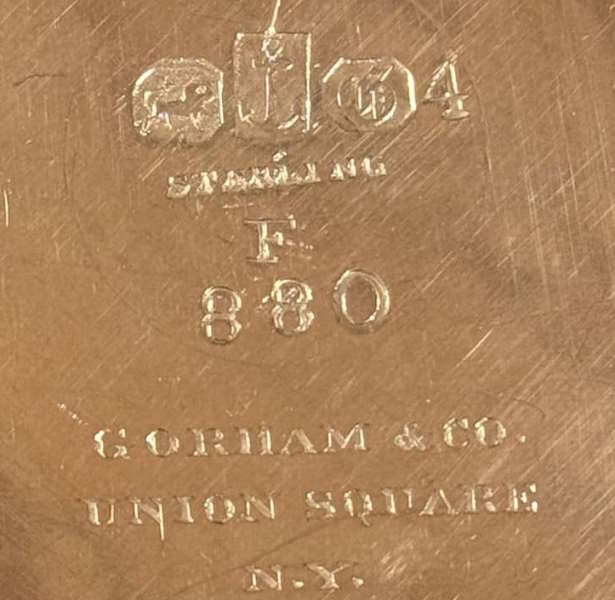 G 4
STERLING
F
880
GORHAM & CO.
UNION SQUARE
N.Y.